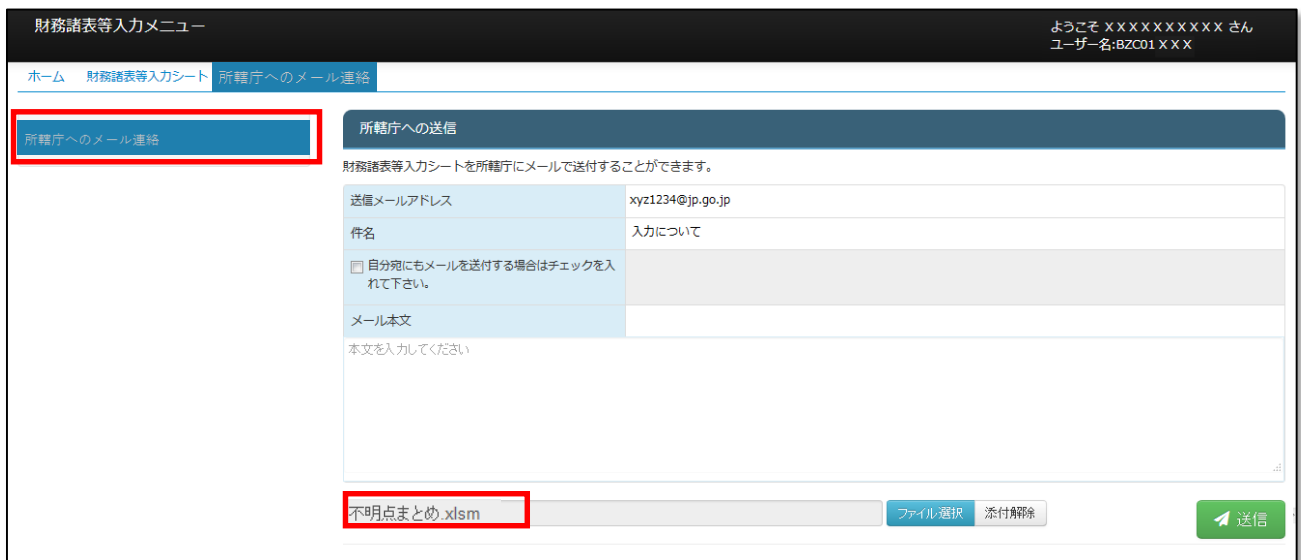 財務諸表等入力メニュー
ようこそ XXXXXXXXXX さん
ユーザー名:BZC01XXX
ホーム 財務諸表等入力シート 所轄庁へのメール連絡
所轄庁へのメール連絡
所轄庁への送信
財務諸表等入力シートを所轄庁にメールで送付することができます。
送信メールアドレス xyz1234@jp.go.jp
件名 入力について
自分宛にもメールを送付する場合はチェックを入
れて下さい。
メール本文
本文を入力してください
不明点まとめ.xlsm ファイル選択 添付解除 送信